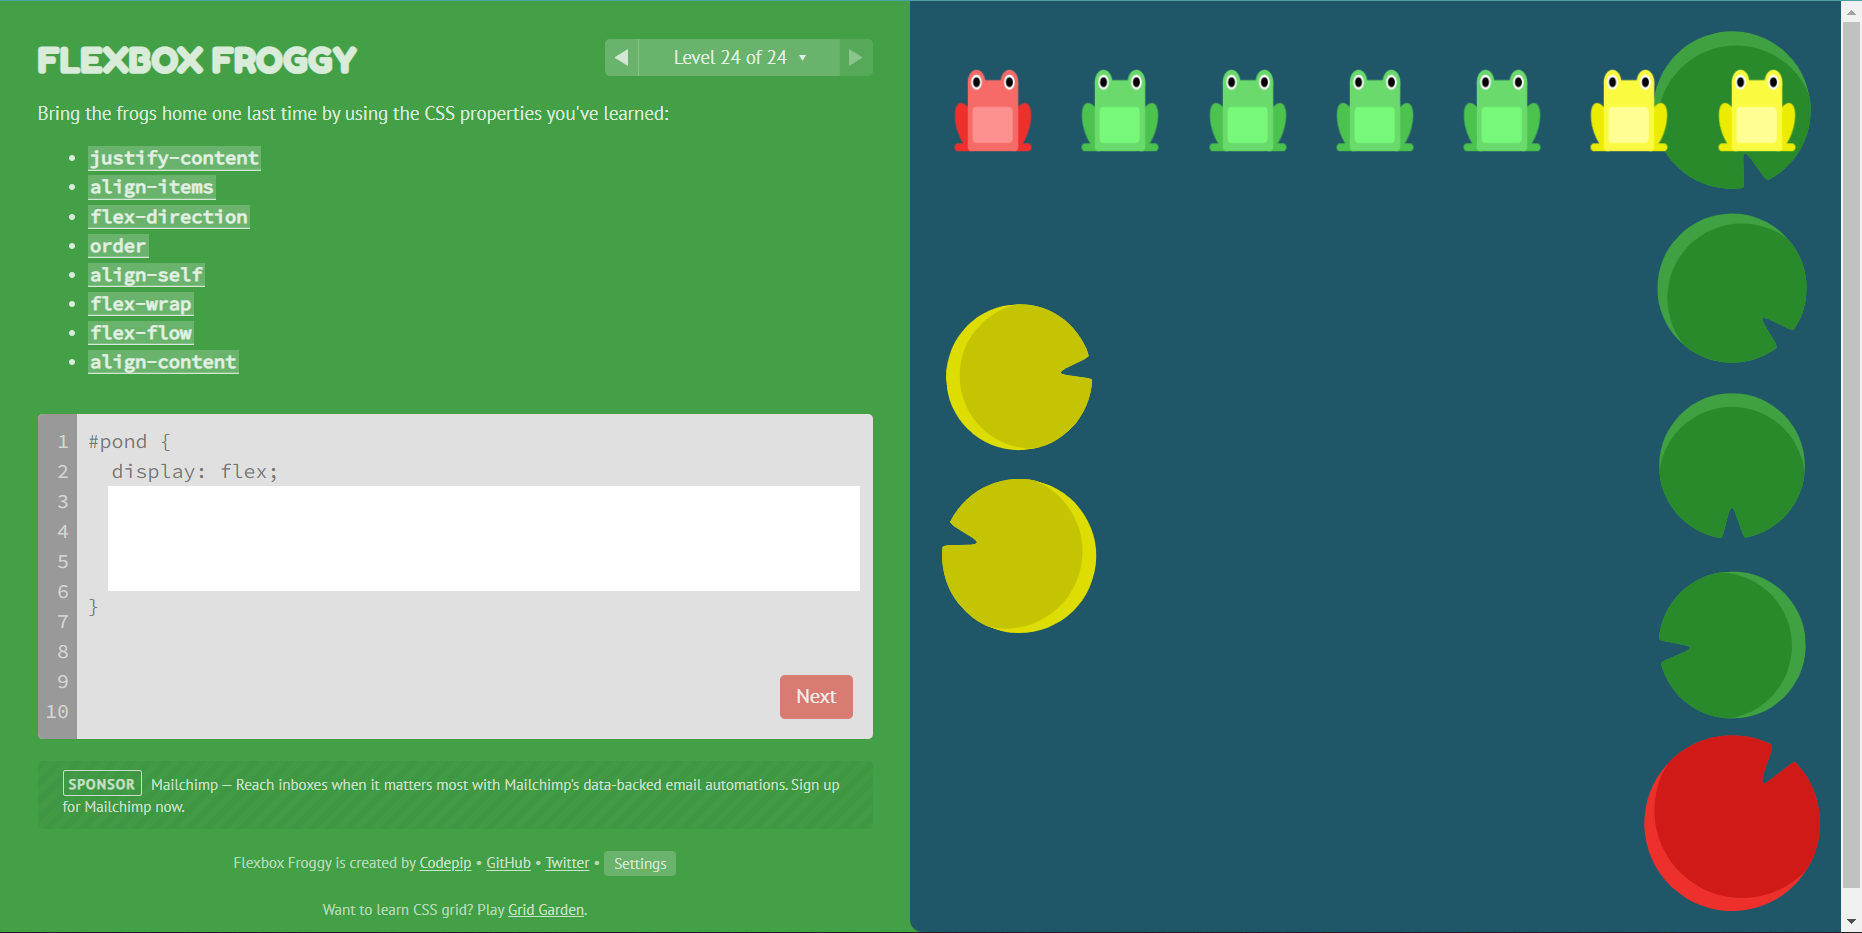 FLEXBOX FROGGY
Level 24 of 24
Bring the frogs home one last time by using the CSS properties you've learned:
justify-content
align-items
flex-direction
order
align-self
flex-wrap
flex-flow
align-content
1 #pond {
2 display: flex;
3
4
5
6 }
7
8
9
10
Next
SPONSOR Mailchimp — Reach inboxes when it matters most with Mailchimp's data-backed email automations. Sign up
for Mailchimp now.
Flexbox Froggy is created by Codepip • GitHub • Twitter • Settings
Want to learn CSS grid? Play Grid Garden.